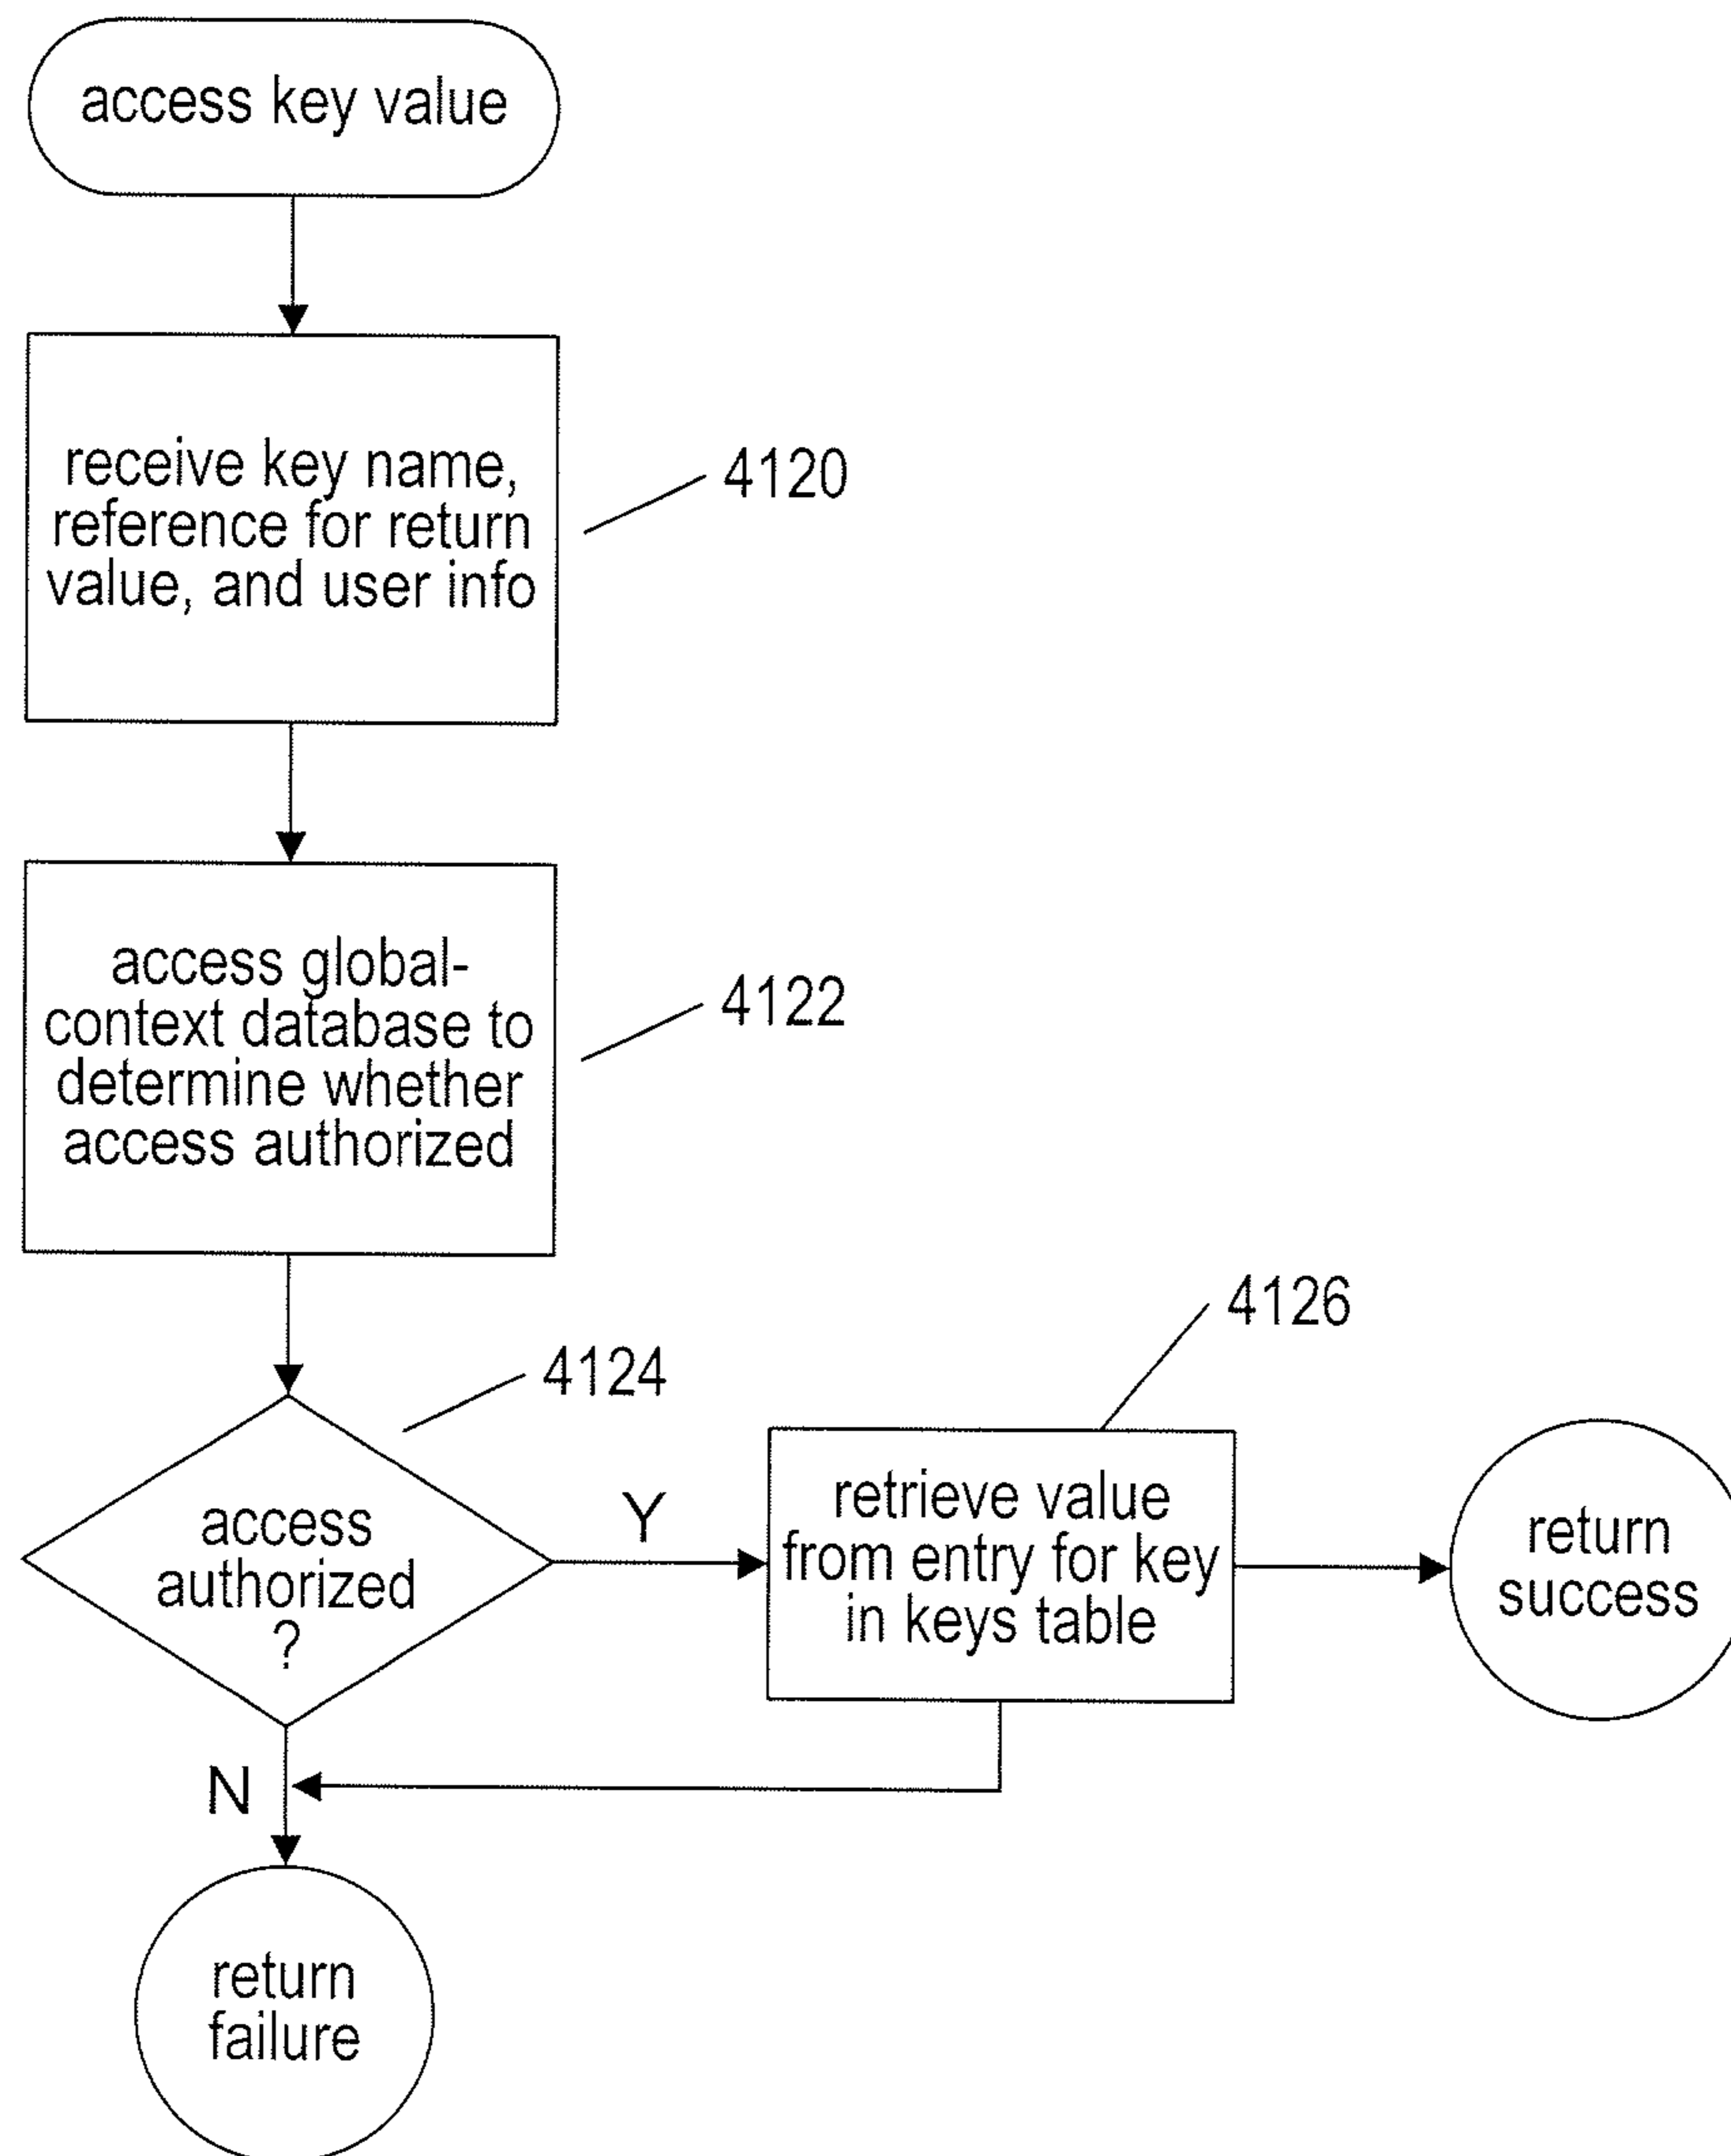 access key value
receive key name,
reference for return
value, and user info
4120
access global-
context database to
determine whether
access authorized
4122
4124
access
authorized
?
Y
4126
retrieve value
from entry for key
in keys table
return
success
N
return
failure